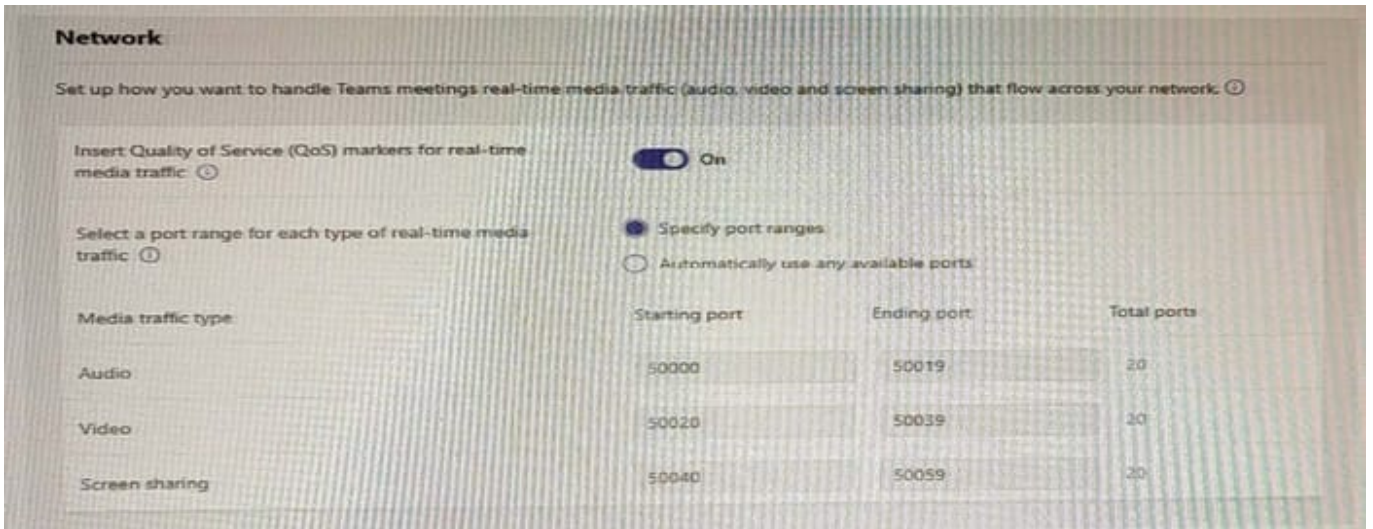 Network
Set up how you want to handle Teams meetings real-time media traffic (audio, video and screen sharing) that flow across your network.
Insert Quality of Service (QoS) markers for real-time
media traffic
On
Select a port range for each type of real-time media
traffic
Specify port ranges
Automatically use any available ports
Media traffic type Starting port Ending port Total ports
Audio 50000 50019 20
Video 50020 50039 20
Screen sharing 50040 50059 20